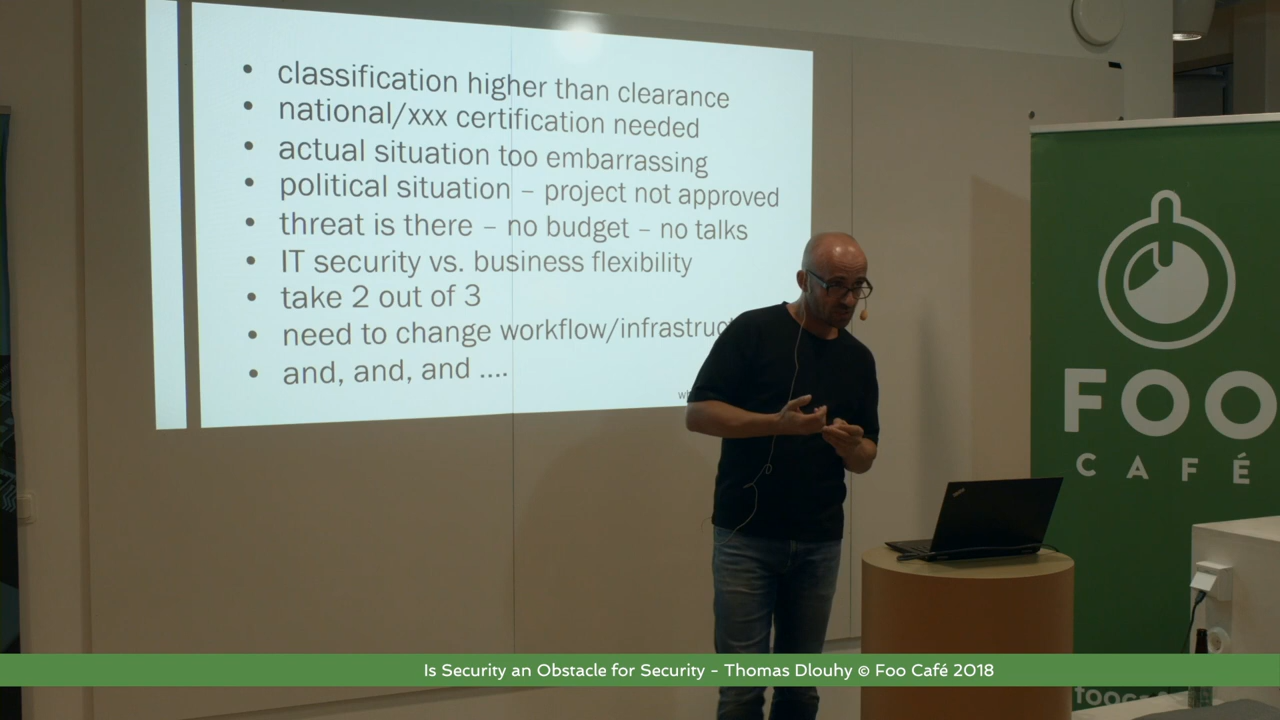 • classification higher than clearance
• national/xxx certification needed
• actual situation too embarrassing
• political situation – project not approved
• threat is there – no budget – no talks
• IT security vs. business flexibility
• take 2 out of 3
• need to change workflow/infrastruc
• and, and, and ....
FOO
CAFÉ
Is Security an Obstacle for Security - Thomas Dlouhy © Foo Café 2018